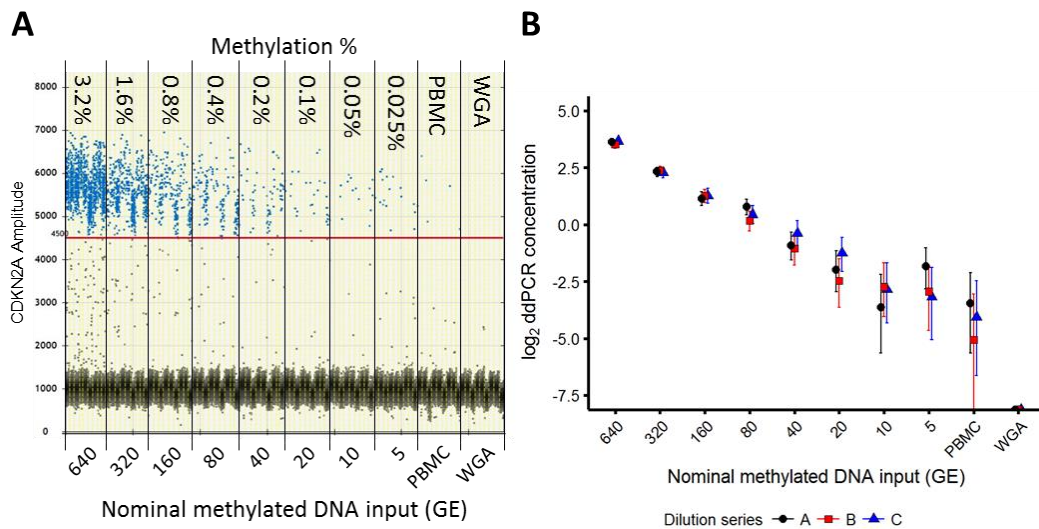 A
Methylation %
3.2%
1.6%
0.8%
0.4%
0.2%
0.1%
0.05%
0.025%
PBMC
WGA
CDKN2A Amplitude
8000
7000
6000
5000
4500
4000
3000
2000
1000
0
640
320
160
80
40
20
10
5
PBMC
WGA
Nominal methylated DNA input (GE)
B
log2 ddPCR concentration
5.0
2.5
0.0
-2.5
-5.0
-7.5
640
320
160
80
40
20
10
5
PBMC
WGA
Nominal methylated DNA input (GE)
Dilution series A B C